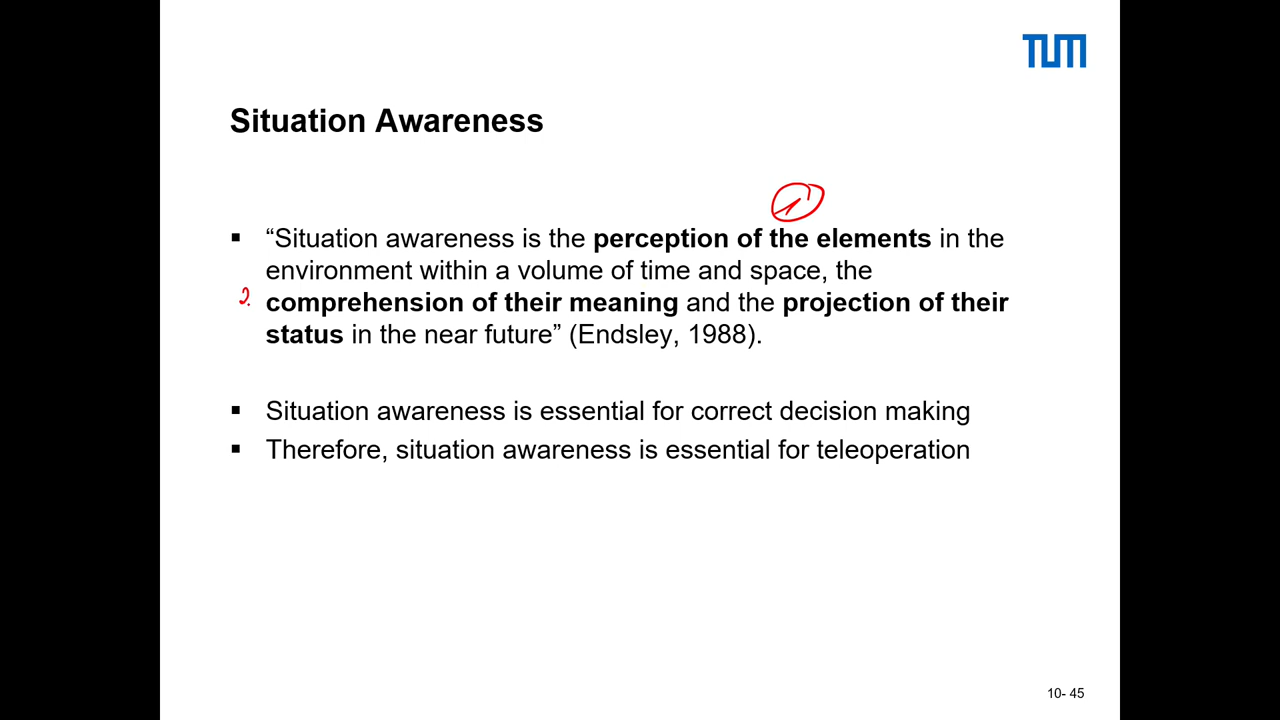 TUM
Situation Awareness
1
▪ “Situation awareness is the perception of the elements in the
environment within a volume of time and space, the
2. comprehension of their meaning and the projection of their
status in the near future” (Endsley, 1988).
▪ Situation awareness is essential for correct decision making
▪ Therefore, situation awareness is essential for teleoperation
10- 45